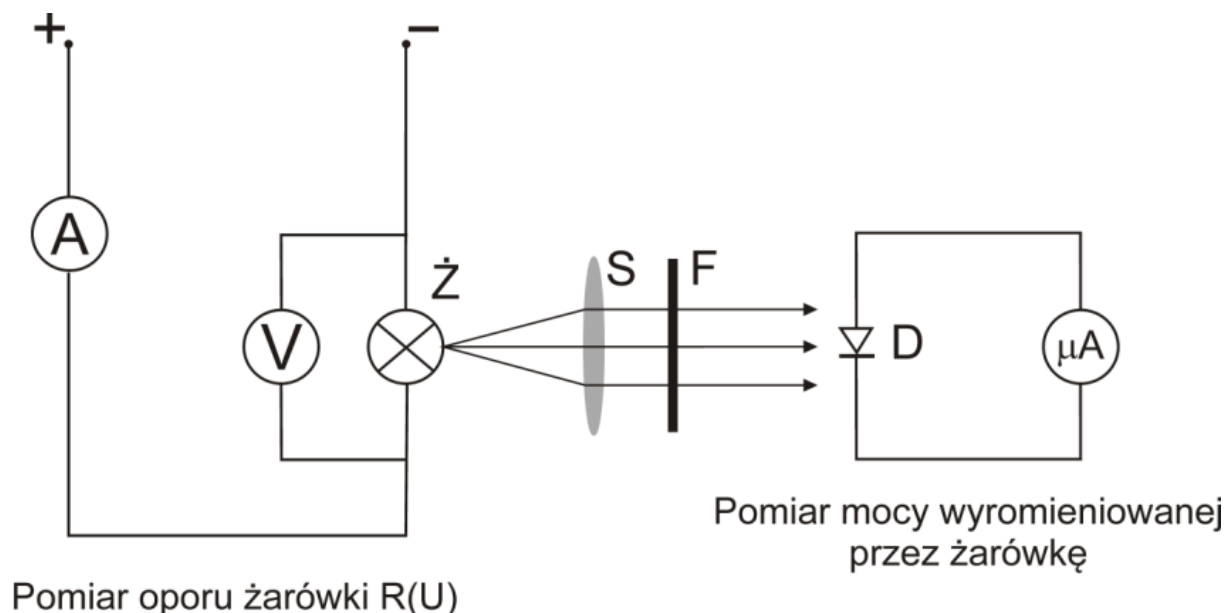 +
−
A
V
Ż
S
F
D
μA
Pomiar mocy wyromieniowanej
przez żarówkę
Pomiar oporu żarówki R(U)